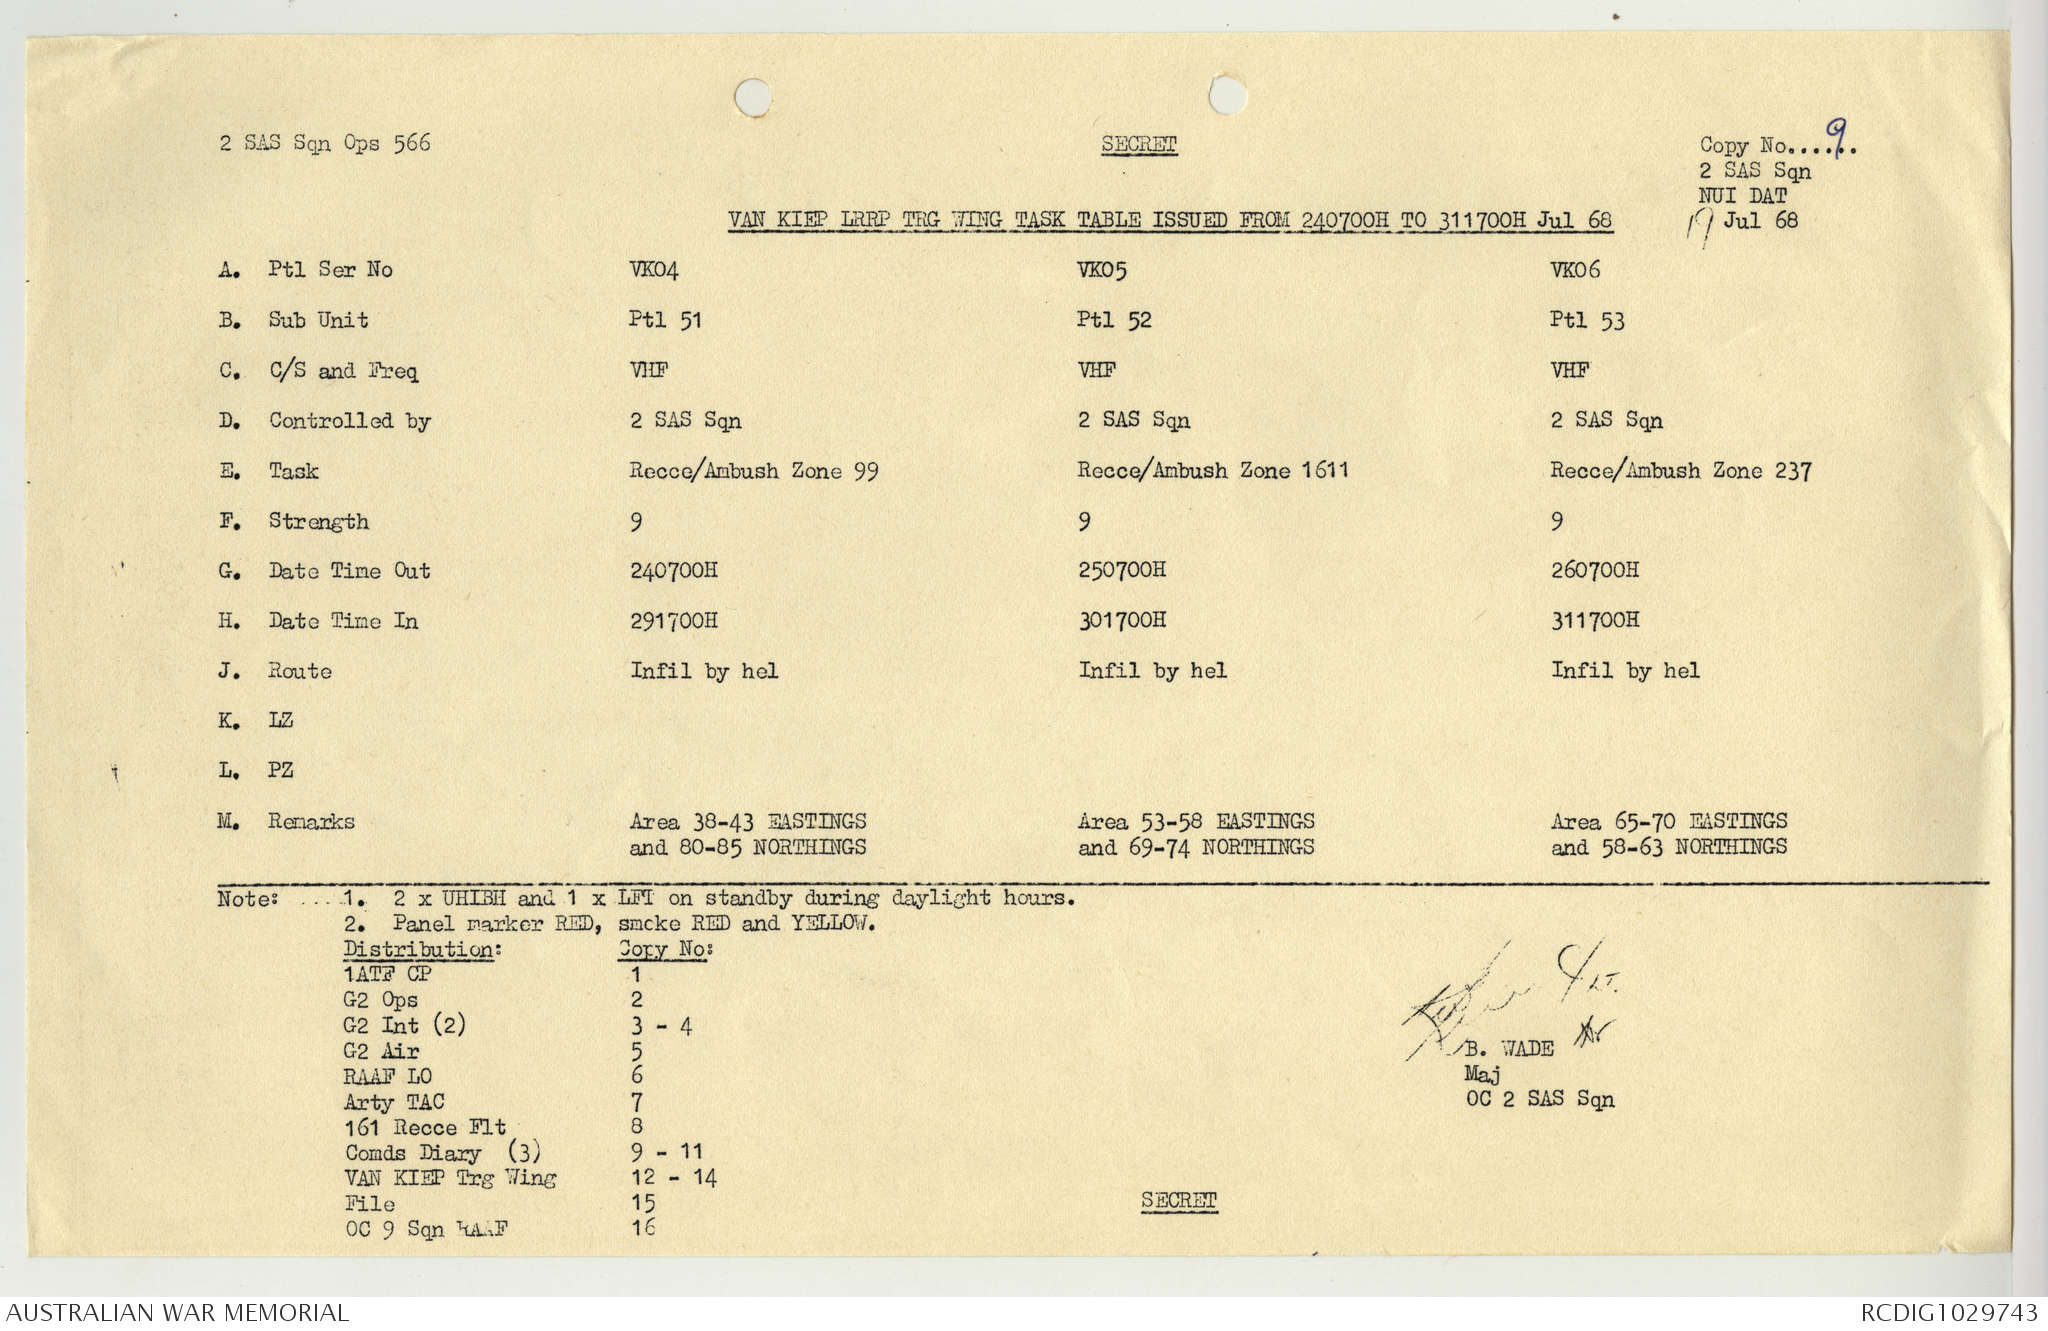 2 SAS Sqn Ops 566
SECRET
Copy No......9
2 SAS Sqn
NUI DAT
19 Jul 68
VAN KIEP LRRP TRG WING TASK TABLE ISSUED FROM 240700H TO 311700H Jul 68
A. Ptl Ser No VK04 VK05 VK06
B. Sub Unit Ptl 51 Ptl 52 Ptl 53
C. C/S and Freq VHF VHF VHF
D. Controlled by 2 SAS Sqn 2 SAS Sqn 2 SAS Sqn
E. Task Recce/Ambush Zone 99 Recce/Ambush Zone 1611 Recce/Ambush Zone 237
F. Strength 9 9 9
G. Date Time Out 240700H 250700H 260700H
H. Date Time In 291700H 301700H 311700H
J. Route Infil by hel Infil by hel Infil by hel
K. LZ
L. PZ
M. Remarks Area 38-43 EASTINGS Area 53-58 EASTINGS Area 65-70 EASTINGS
and 80-85 NORTHINGS and 69-74 NORTHINGS and 58-63 NORTHINGS
Note: ....1. 2 x UHIBH and 1 x LFT on standby during daylight hours.
2. Panel marker RED, smoke RED and YELLOW.
Distribution: Copy No:
1ATF CP 1
G2 Ops 2
G2 Int (2) 3 - 4
G2 Air 5
RAAF LO 6
Arty TAC 7
161 Recce Flt 8
Comds Diary (3) 9 - 11
VAN KIEP Trg Wing 12 - 14
File 15
OC 9 Sqn RAAF 16
B. WADE
Maj
OC 2 SAS Sqn
SECRET
AUSTRALIAN WAR MEMORIAL
RCDIG1029743